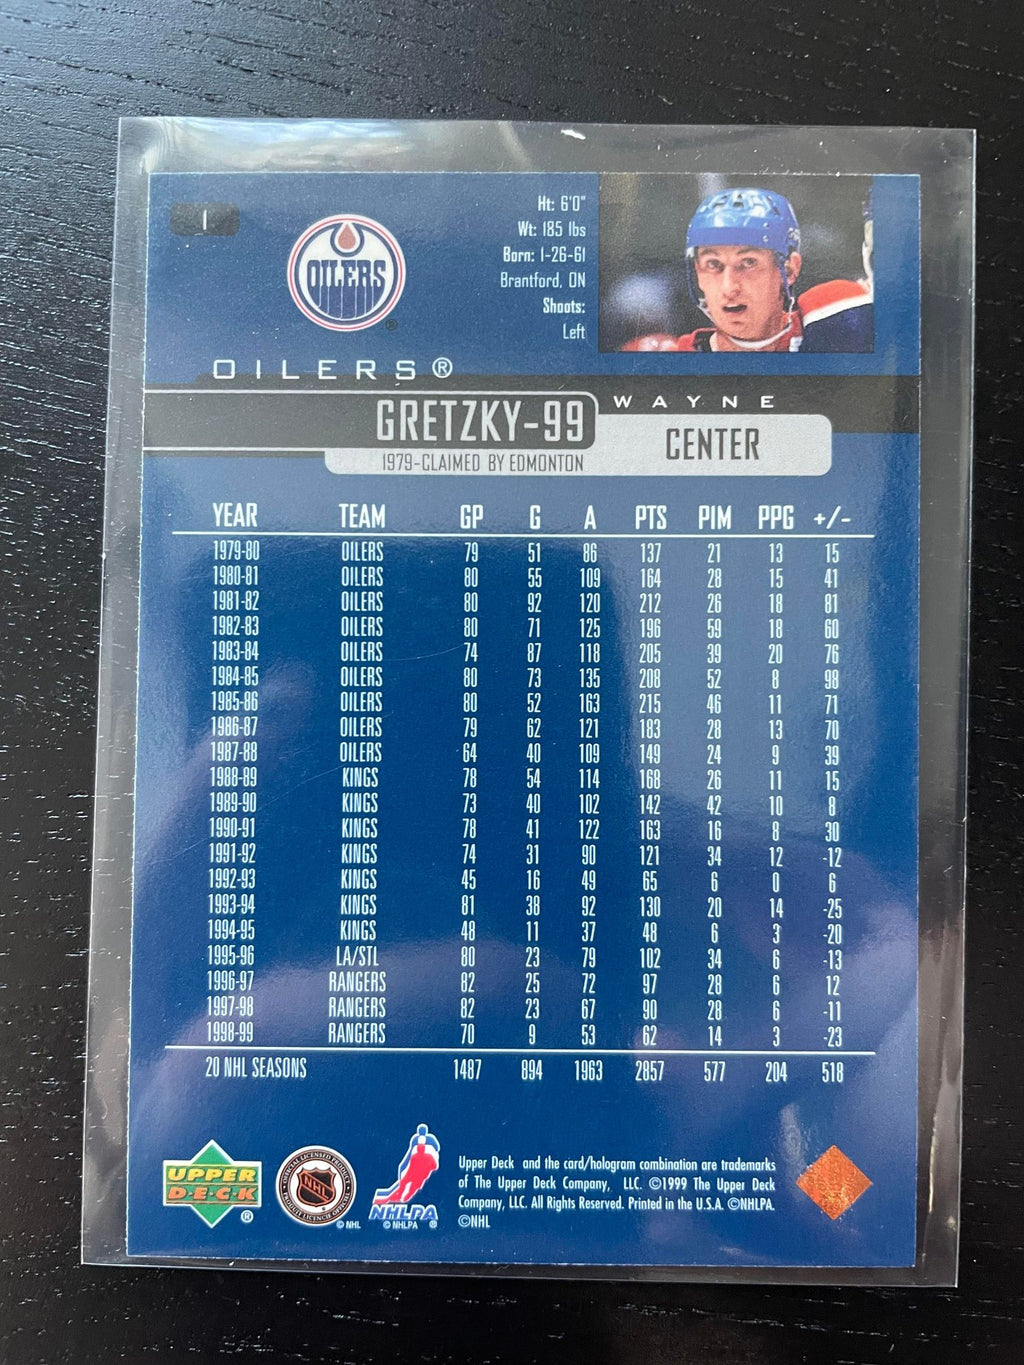 1
OILERS
®
Ht: 6'0"
Wt: 185 lbs
Born: 1-26-61
Brantford, ON
Shoots:
Left
OILERS®
WAYNE
GRETZKY-99
CENTER
1979-CLAIMED BY EDMONTON
YEAR TEAM GP G A PTS PIM PPG +/-
1979-80 OILERS 79 51 86 137 21 13 15
1980-81 OILERS 80 55 109 164 28 15 41
1981-82 OILERS 80 92 120 212 26 18 81
1982-83 OILERS 80 71 125 196 59 18 60
1983-84 OILERS 74 87 118 205 39 20 76
1984-85 OILERS 80 73 135 208 52 8 98
1985-86 OILERS 80 52 163 215 46 11 71
1986-87 OILERS 79 62 121 183 28 13 70
1987-88 OILERS 64 40 109 149 24 9 39
1988-89 KINGS 78 54 114 168 26 11 15
1989-90 KINGS 73 40 102 142 42 10 8
1990-91 KINGS 78 41 122 163 16 8 30
1991-92 KINGS 74 31 90 121 34 12 -12
1992-93 KINGS 45 16 49 65 6 0 6
1993-94 KINGS 81 38 92 130 20 14 -25
1994-95 KINGS 48 11 37 48 6 3 -20
1995-96 LA/STL 80 23 79 102 34 6 -13
1996-97 RANGERS 82 25 72 97 28 6 12
1997-98 RANGERS 82 23 67 90 28 6 -11
1998-99 RANGERS 70 9 53 62 14 3 -23
20 NHL SEASONS 1487 894 1963 2857 577 204 518
UPPER
DECK
®
NHL
© NHL
NHLPA
© NHLPA ®
Upper Deck and the card/hologram combination are trademarks
of The Upper Deck Company, LLC. ©1999 The Upper Deck
Company, LLC. All Rights Reserved. Printed in the U.S.A. ©NHLPA.
©NHL